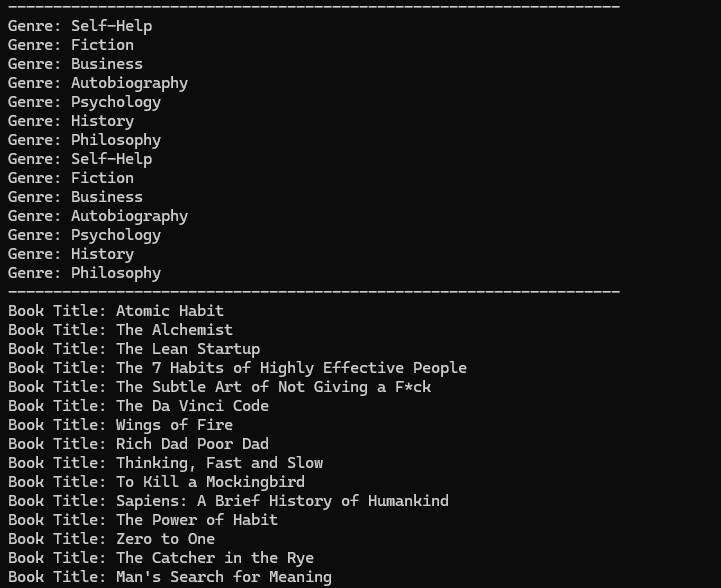 --------------------------------------------------------------------
Genre: Self-Help
Genre: Fiction
Genre: Business
Genre: Autobiography
Genre: Psychology
Genre: History
Genre: Philosophy
Genre: Self-Help
Genre: Fiction
Genre: Business
Genre: Autobiography
Genre: Psychology
Genre: History
Genre: Philosophy
--------------------------------------------------------------------
Book Title: Atomic Habit
Book Title: The Alchemist
Book Title: The Lean Startup
Book Title: The 7 Habits of Highly Effective People
Book Title: The Subtle Art of Not Giving a F*ck
Book Title: The Da Vinci Code
Book Title: Wings of Fire
Book Title: Rich Dad Poor Dad
Book Title: Thinking, Fast and Slow
Book Title: To Kill a Mockingbird
Book Title: Sapiens: A Brief History of Humankind
Book Title: The Power of Habit
Book Title: Zero to One
Book Title: The Catcher in the Rye
Book Title: Man's Search for Meaning